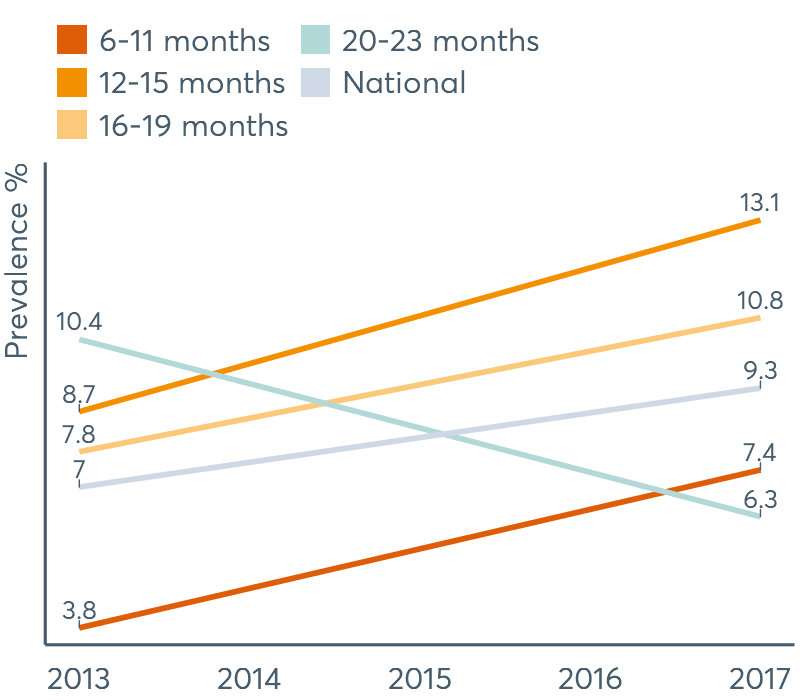 6-11 months
20-23 months
12-15 months
National
16-19 months
Prevalence %
13.1
10.8
10.4
9.3
8.7
7.8
7
7.4
6.3
3.8
2013 2014 2015 2016 2017